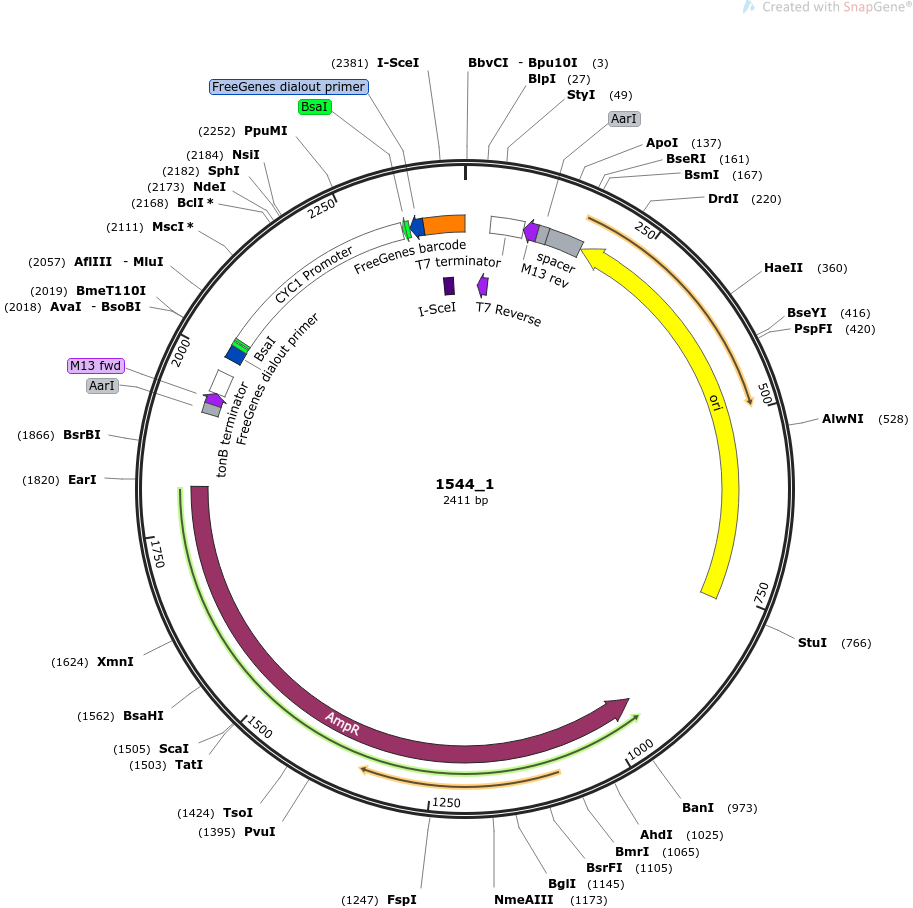 Created with SnapGene®
(2381) I-SceI
BbvCI - Bpu10I (3)
BlpI (27)
StyI (49)
AarI
ApoI (137)
BseRI (161)
BsmI (167)
DrdI (220)
HaeII (360)
BseYI (416)
PspFI (420)
AlwNI (528)
StuI (766)
BanI (973)
AhdI (1025)
BmrI (1065)
BsrFI (1105)
BglI (1145)
NmeAIII (1173)
(1247) FspI
(1395) PvuI
(1424) TsoI
(1503) TatI
(1505) ScaI
(1562) BsaHI
(1624) XmnI
(1820) EarI
(1866) BsrBI
AarI
M13 fwd
(2018) AvaI - BsoBI
(2019) BmeT110I
(2057) AflIII - MluI
(2111) MscI *
(2168) BclI *
(2173) NdeI
(2182) SphI
(2184) NsiI
(2252) PpuMI
BsaI
FreeGenes dialout primer
250
500
750
1000
1250
1500
1750
2000
2250
CYC1 Promoter
FreeGenes barcode
T7 terminator
spacer
M13 rev
I-SceI
T7 Reverse
BsaI
FreeGenes dialout primer
tonB terminator
ori
AmpR
1544_1
2411 bp